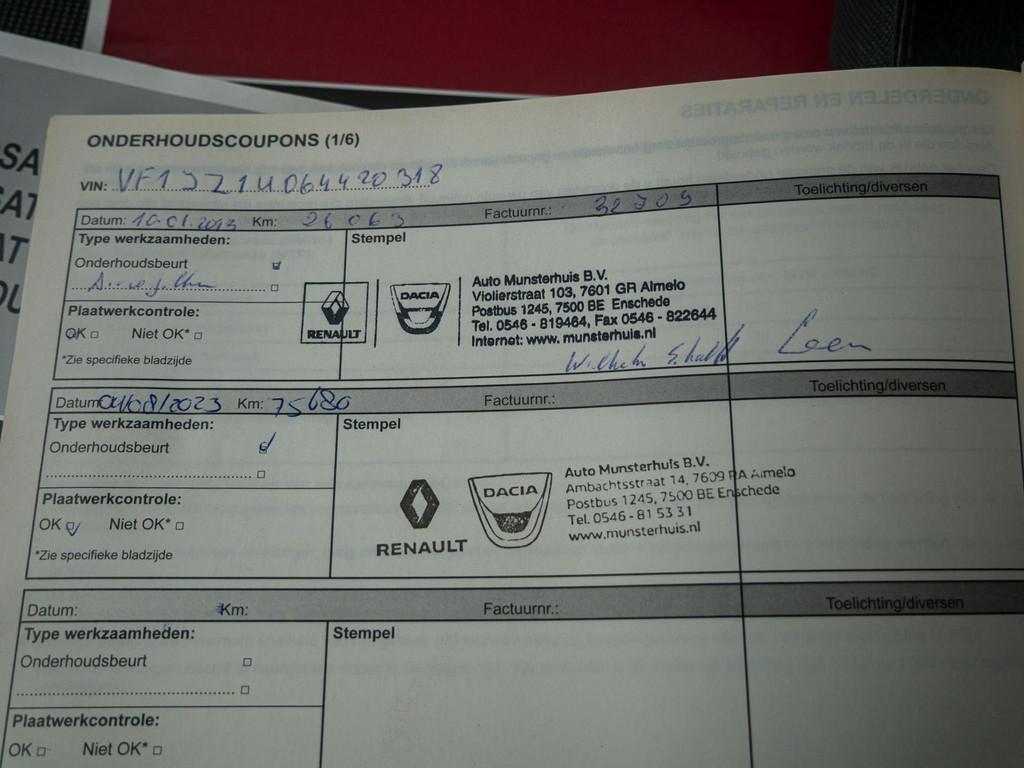 ONDERDELEN EN REPARATIES
ONDERHOUDSCOUPONS (1/6)
VIN: VF1JZ1U064420318
Toelichting/diversen
Datum: 10.01.2013 Km: 26063 Factuurnr.: 32709
Type werkzaamheden: Stempel
Onderhoudsbeurt
Plaatwerkcontrole:
OK Niet OK*
*Zie specifieke bladzijde
RENAULT
DACIA
Auto Munsterhuis B.V.
Violierstraat 103, 7601 GR Almelo
Postbus 1245, 7500 BE Enschede
Tel. 0546 - 819464, Fax 0546 - 822644
Internet: www. munsterhuis.nl
Toelichting/diversen
Datum: 04/08/2023 Km: 75680 Factuurnr.:
Type werkzaamheden: Stempel
Onderhoudsbeurt
Plaatwerkcontrole:
OK Niet OK*
*Zie specifieke bladzijde
RENAULT
DACIA
Auto Munsterhuis B.V.
Ambachtsstraat 14, 7609 RA Almelo
Postbus 1245, 7500 BE Enschede
Tel. 0546 - 81 53 31
www.munsterhuis.nl
Toelichting/diversen
Datum: Km: Factuurnr.:
Type werkzaamheden: Stempel
Onderhoudsbeurt
Plaatwerkcontrole:
OK Niet OK*